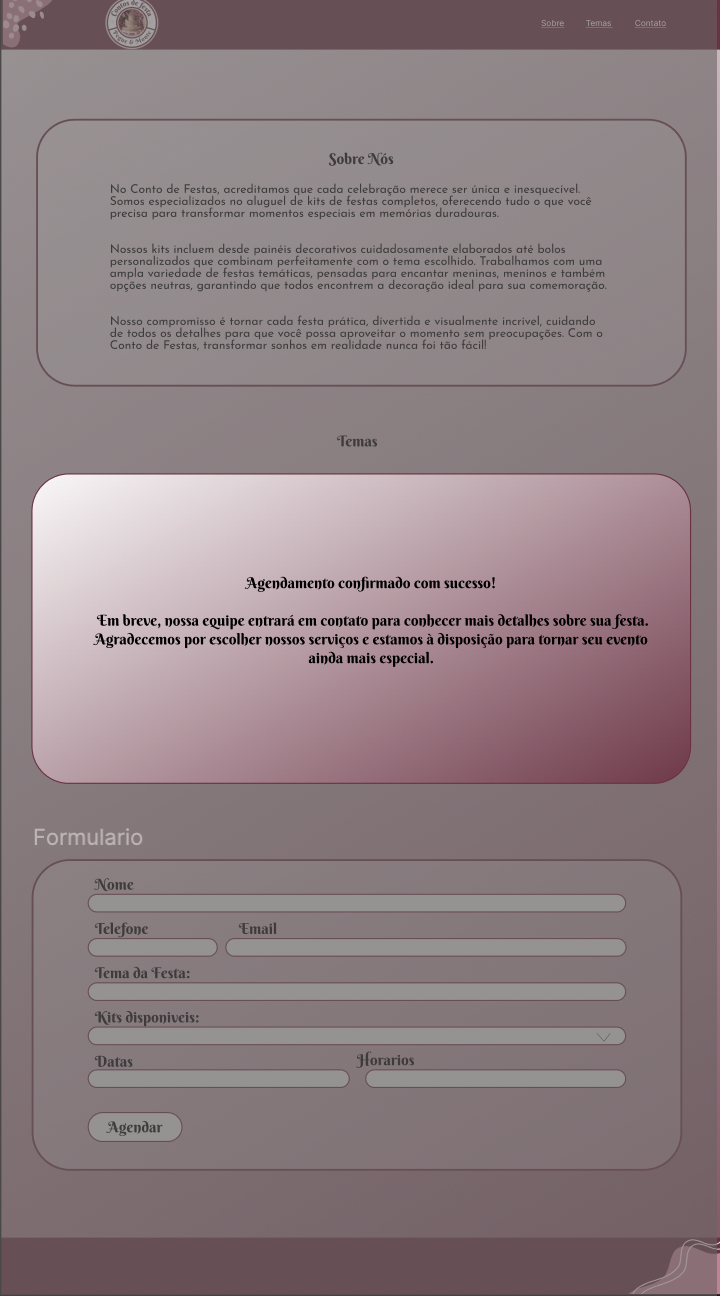 Contos de festa
Sobre
Temas
Contato
Sobre Nós
No Conto de Festas, acreditamos que cada celebração merece ser única e inesquecível.
Somos especializados no aluguel de kits de festas completos, oferecendo tudo o que você
precisa para transformar momentos especiais em memórias duradouras.
Nossos kits incluem desde painéis decorativos cuidadosamente elaborados até bolos
personalizados que combinam perfeitamente com o tema escolhido. Trabalhamos com uma
ampla variedade de festas temáticas, pensadas para encantar meninas, meninos e também
opções neutras, garantindo que todos encontrem a decoração ideal para sua comemoração.
Nosso compromisso é tornar cada festa prática, divertida e visualmente incrível, cuidando
de todos os detalhes para que você possa aproveitar o momento sem preocupações. Com o
Conto de Festas, transformar sonhos em realidade nunca foi tão fácil!
Temas
Agendamento confirmado com sucesso!
Em breve, nossa equipe entrará em contato para conhecer mais detalhes sobre sua festa.
Agradecemos por escolher nossos serviços e estamos à disposição para tornar seu evento
ainda mais especial.
Formulario
Nome
Telefone
Email
Tema da Festa:
Kits disponiveis:
Datas
Horarios
Agendar